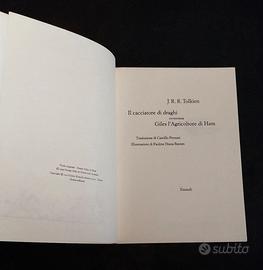 J. R. R. Tolkien
Il cacciatore di draghi
ovverosia
Giles l'Agricoltore di Ham
Traduzione di Camillo Pennati
Illustrazioni di Pauline Diana Baynes
Einaudi
subito